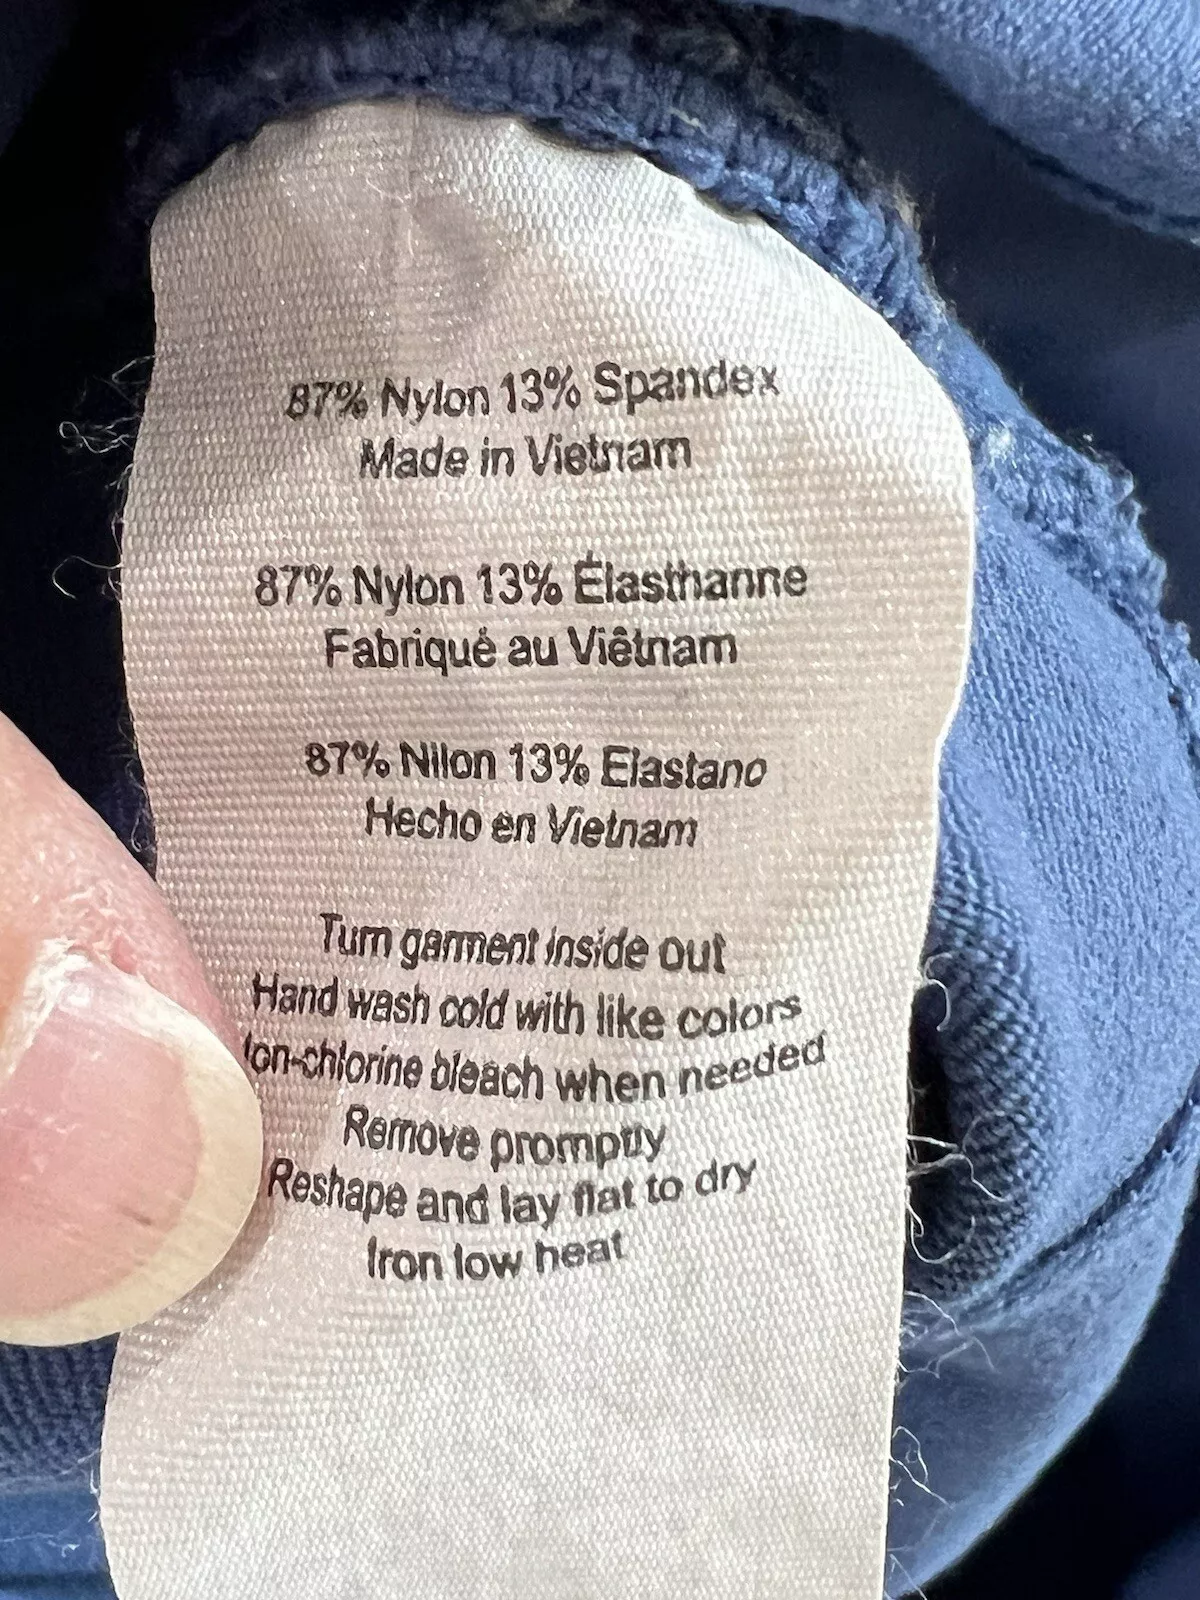 87% Nylon 13% Spandex
Made in Vietnam
87% Nylon 13% Élasthanne
Fabriqué au Viêtnam
87% Nilon 13% Elastano
Hecho en Vietnam
Turn garment inside out
Hand wash cold with like colors
on-chlorine bleach when needed
Remove promptly
Reshape and lay flat to dry
Iron low heat